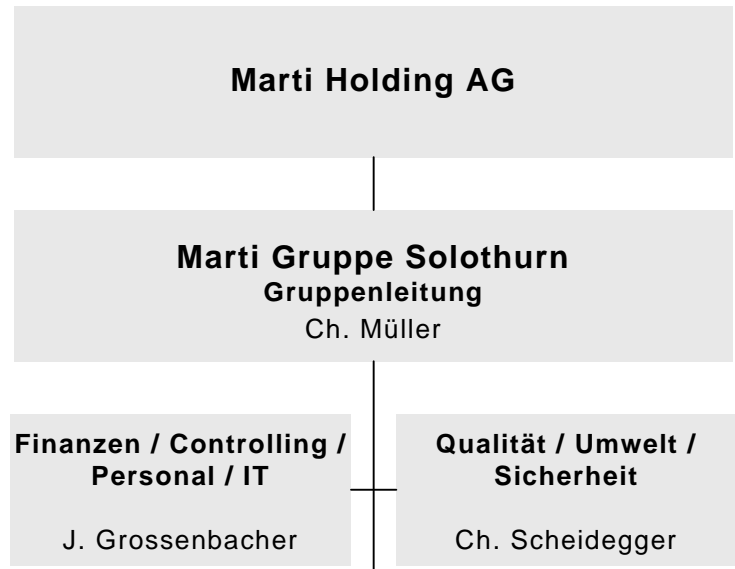 Marti Holding AG
Marti Gruppe Solothurn
Gruppenleitung
Ch. Müller
Finanzen / Controlling /
Personal / IT
J. Grossenbacher
Qualität / Umwelt /
Sicherheit
Ch. Scheidegger